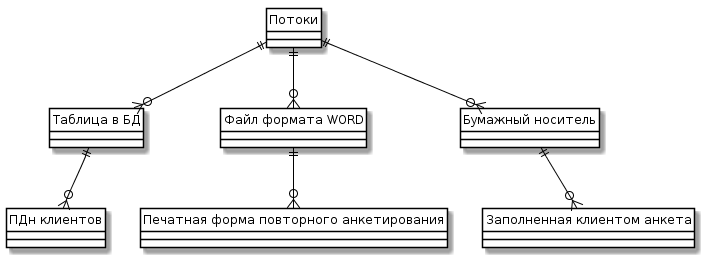 Потоки
Таблица в БД
Файл формата WORD
Бумажный носитель
ПДн клиентов
Печатная форма повторного анкетирования
Заполненная клиентом анкета